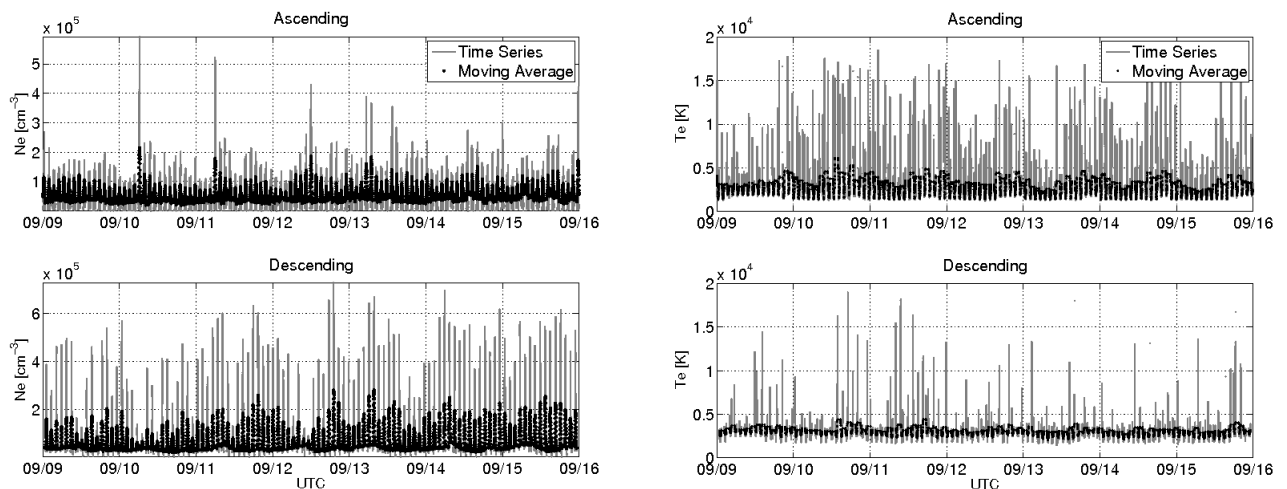 Ascending
x 10^5
Ne [cm^-3]
5
4
3
2
1
Time Series
Moving Average
09/09 09/10 09/11 09/12 09/13 09/14 09/15 09/16
Ascending
x 10^4
Te [K]
2
1.5
1
0.5
0
Time Series
Moving Average
09/09 09/10 09/11 09/12 09/13 09/14 09/15 09/16
Descending
x 10^5
Ne [cm^-3]
6
4
2
09/09 09/10 09/11 09/12 09/13 09/14 09/15 09/16
UTC
Descending
x 10^4
Te [K]
2
1.5
1
0.5
0
09/09 09/10 09/11 09/12 09/13 09/14 09/15 09/16
UTC